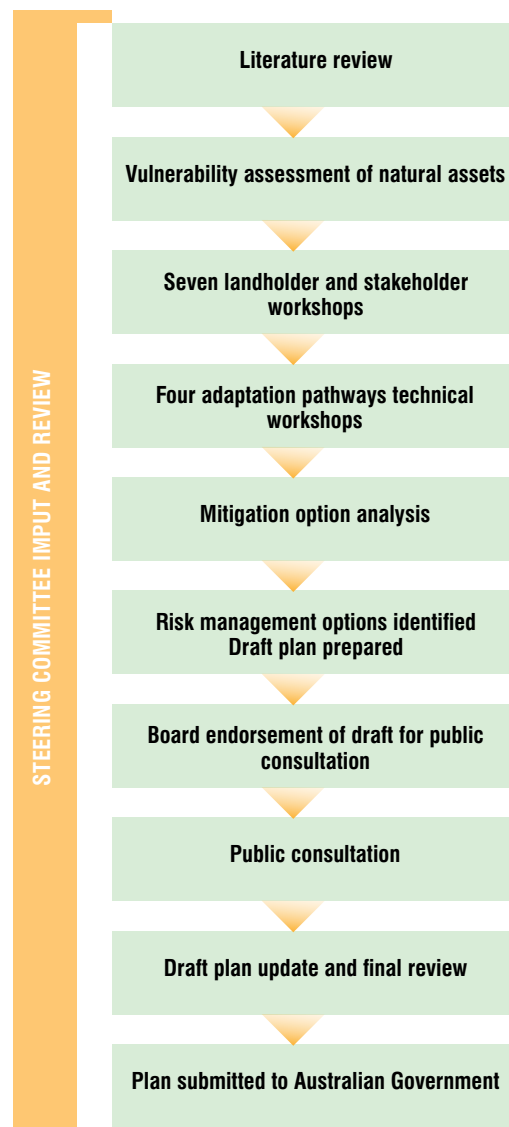 STEERING COMMITTEE IMPUT AND REVIEW
Literature review
Vulnerability assessment of natural assets
Seven landholder and stakeholder
workshops
Four adaptation pathways technical
workshops
Mitigation option analysis
Risk management options identified
Draft plan prepared
Board endorsement of draft for public
consultation
Public consultation
Draft plan update and final review
Plan submitted to Australian Government